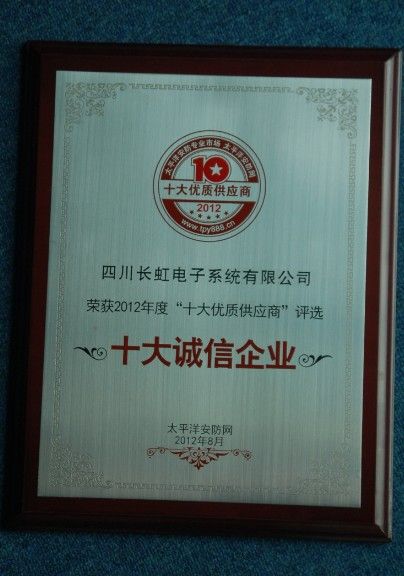 太平洋安防专业市场 太平洋安防网
10
十大优质供应商
2012
www.tpy888.cn
四川长虹电子系统有限公司
荣获2012年度“十大优质供应商”评选
十大诚信企业
太平洋安防网
2012年8月